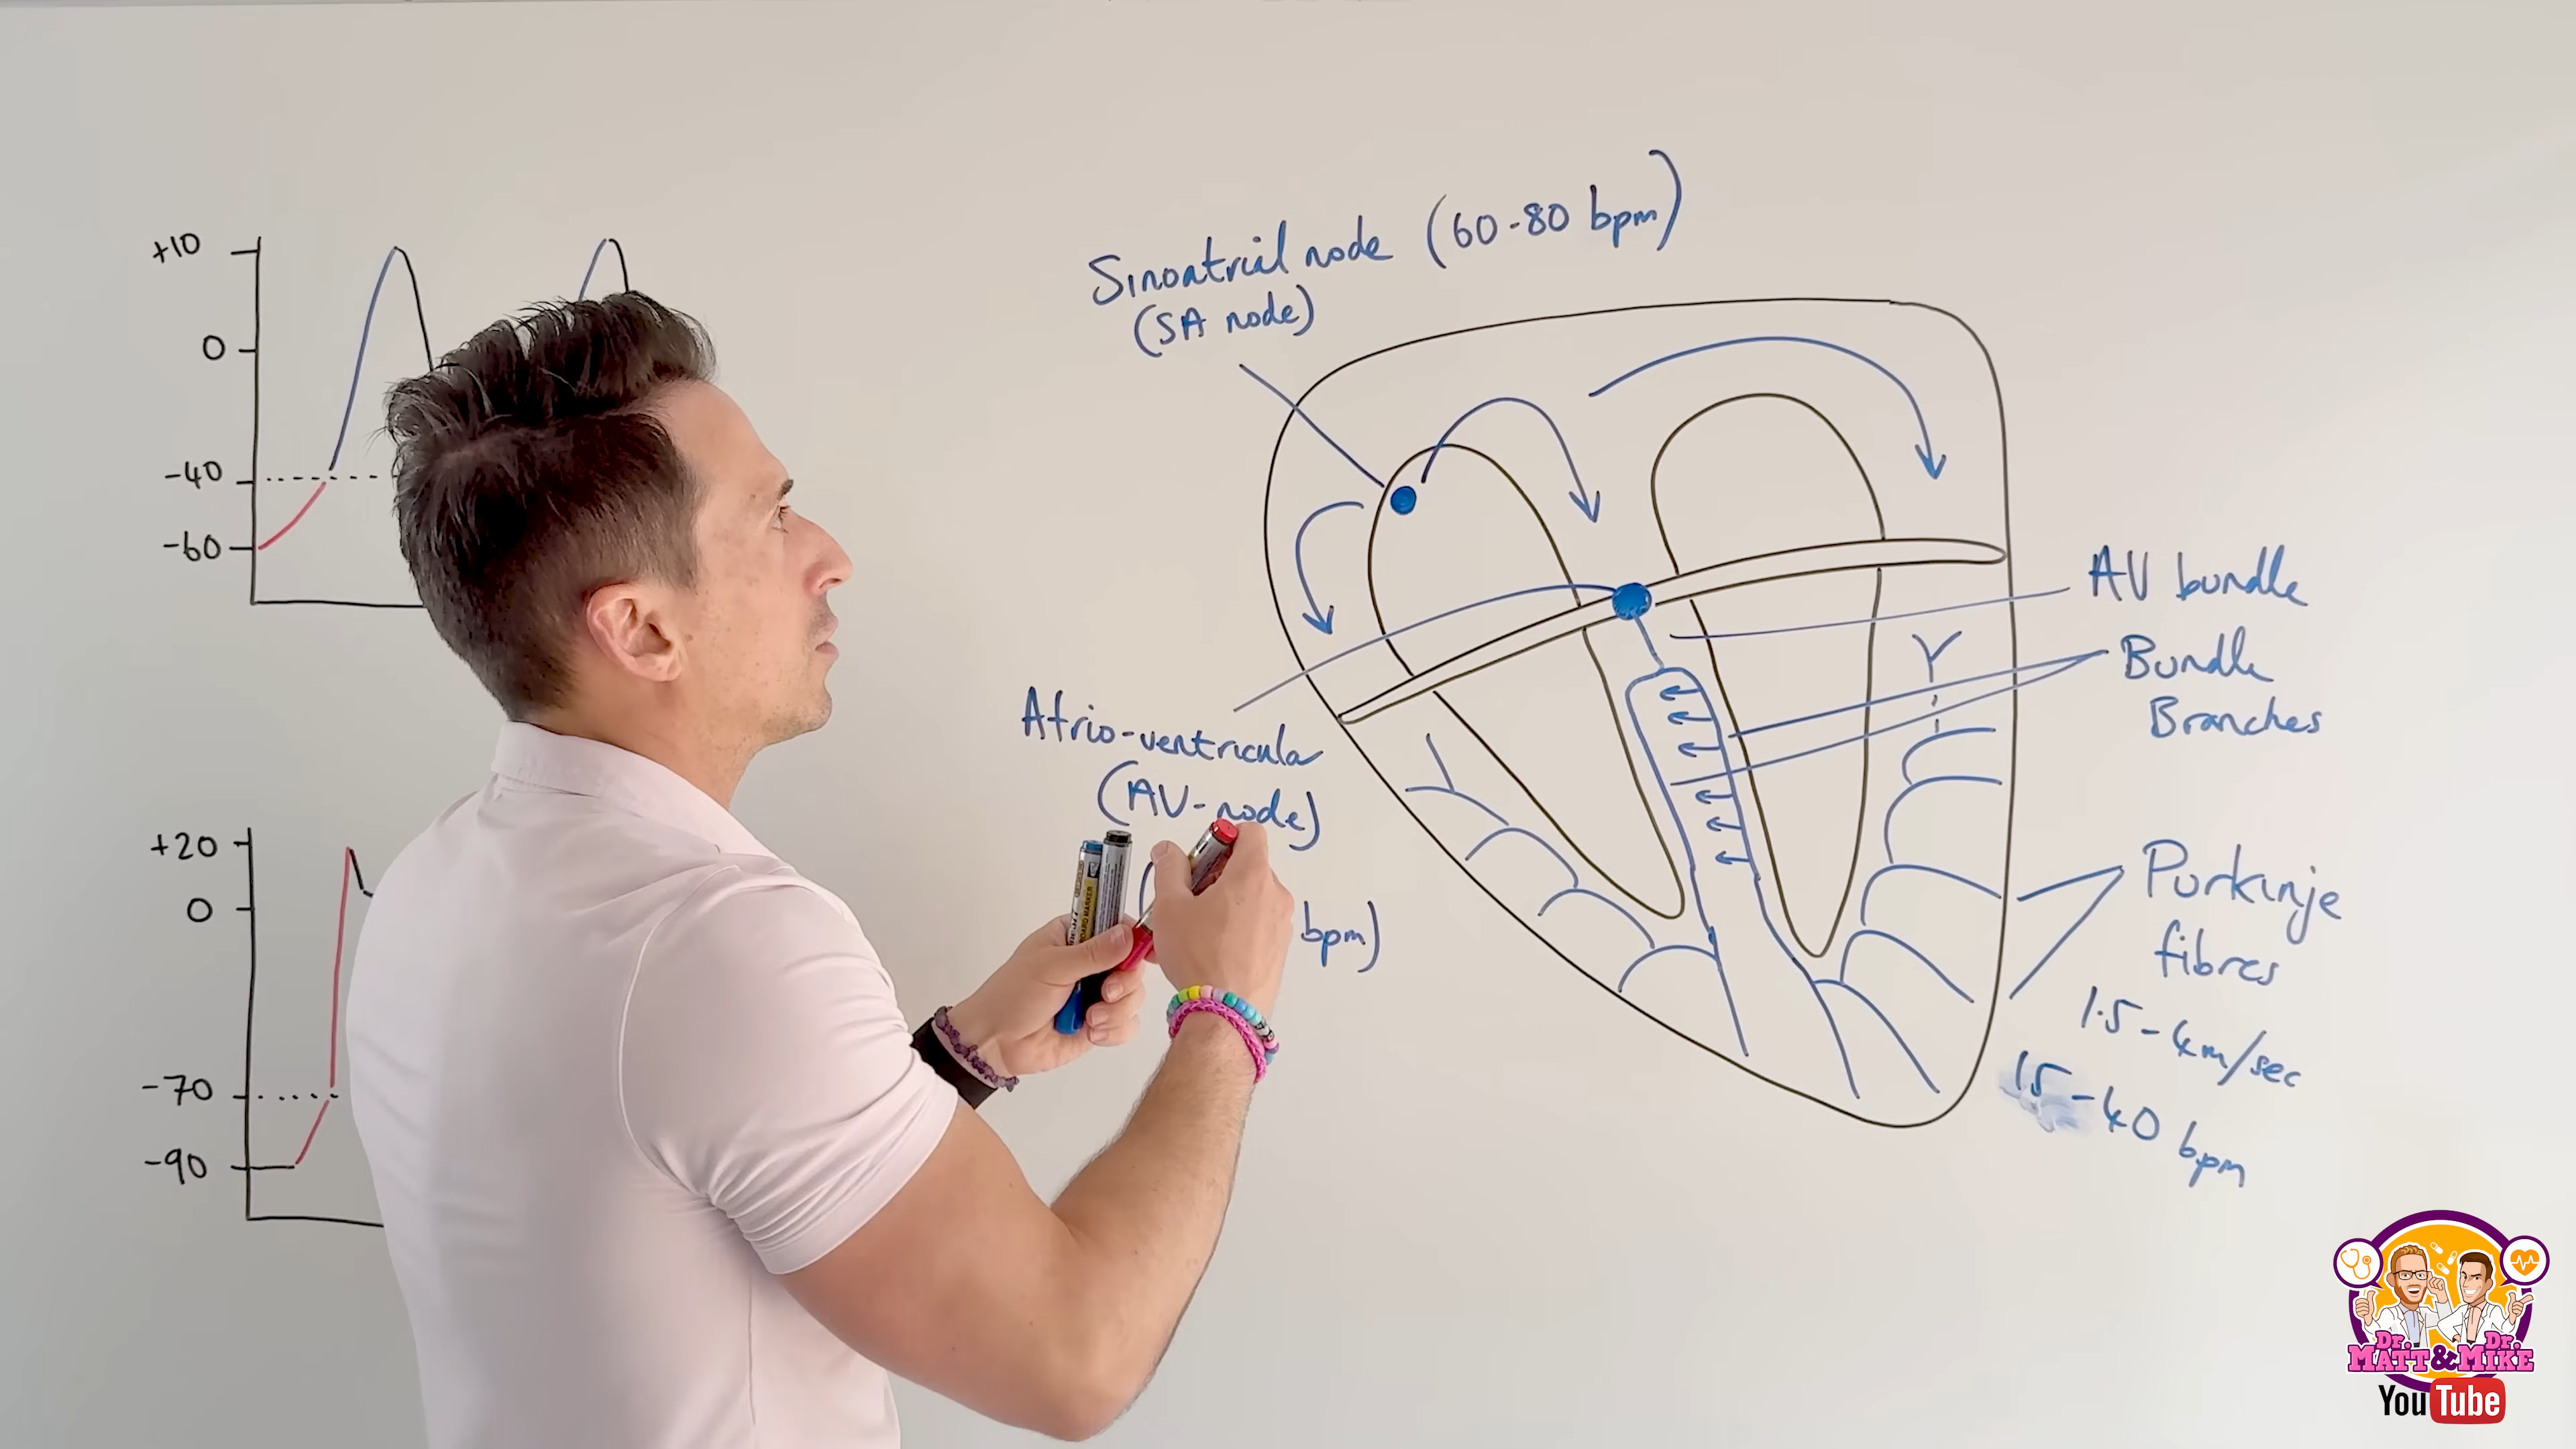 +10
0
-40
-60
+20
0
-70
-90
Sinoatrial node (60-80 bpm)
(SA node)
Atrio-ventricular
(AV-node)
bpm)
AV bundle
Bundle
Branches
Purkinje
fibres
1.5-4m/sec
15-40 bpm
Dr. Dr.
MATT & MIKE
YouTube